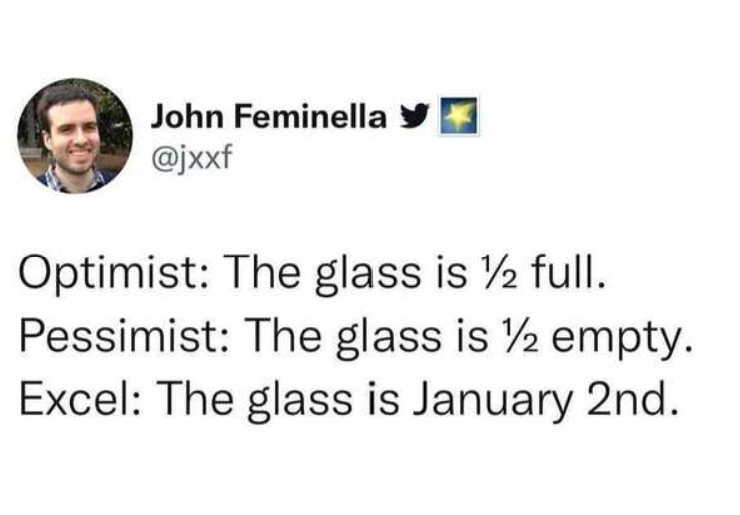 John Feminella
@jxxf
Optimist: The glass is ½ full.
Pessimist: The glass is ½ empty.
Excel: The glass is January 2nd.